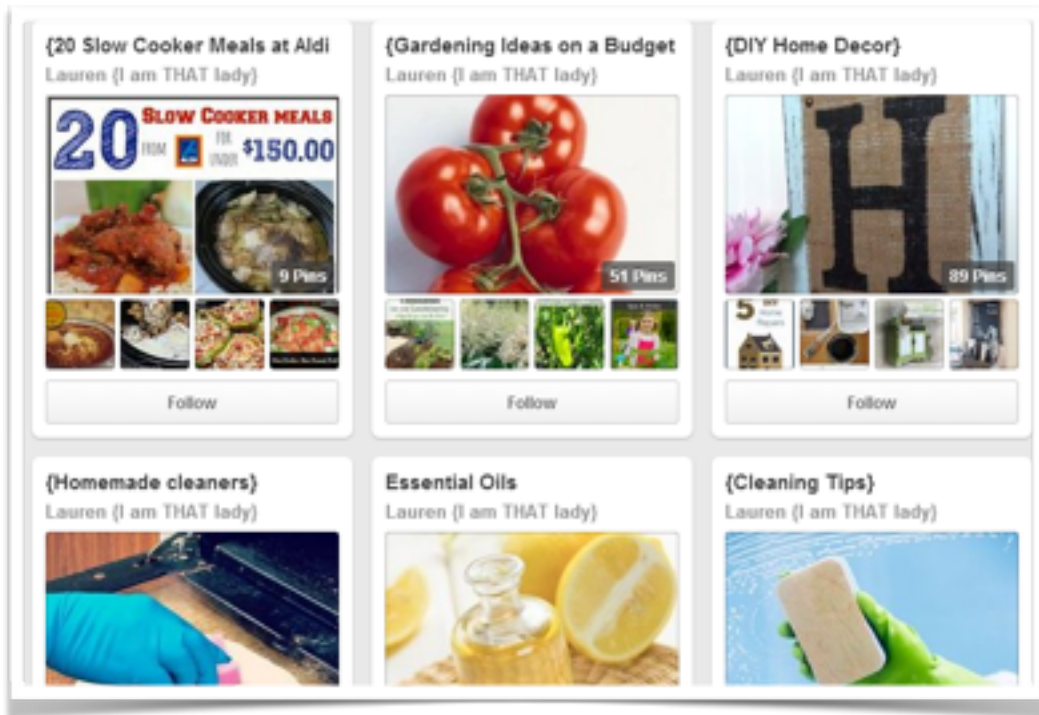 {20 Slow Cooker Meals at Aldi
Lauren {I am THAT lady}
20 SLOW COOKER MEALS
FROM FOR UNDER $150.00
9 Pins
Follow
{Gardening Ideas on a Budget
Lauren {I am THAT lady}
51 Pins
Follow
{DIY Home Decor}
Lauren {I am THAT lady}
H
89 Pins
5
Home
Repairs
Follow
{Homemade cleaners}
Lauren {I am THAT lady}
Essential Oils
Lauren {I am THAT lady}
{Cleaning Tips}
Lauren {I am THAT lady}